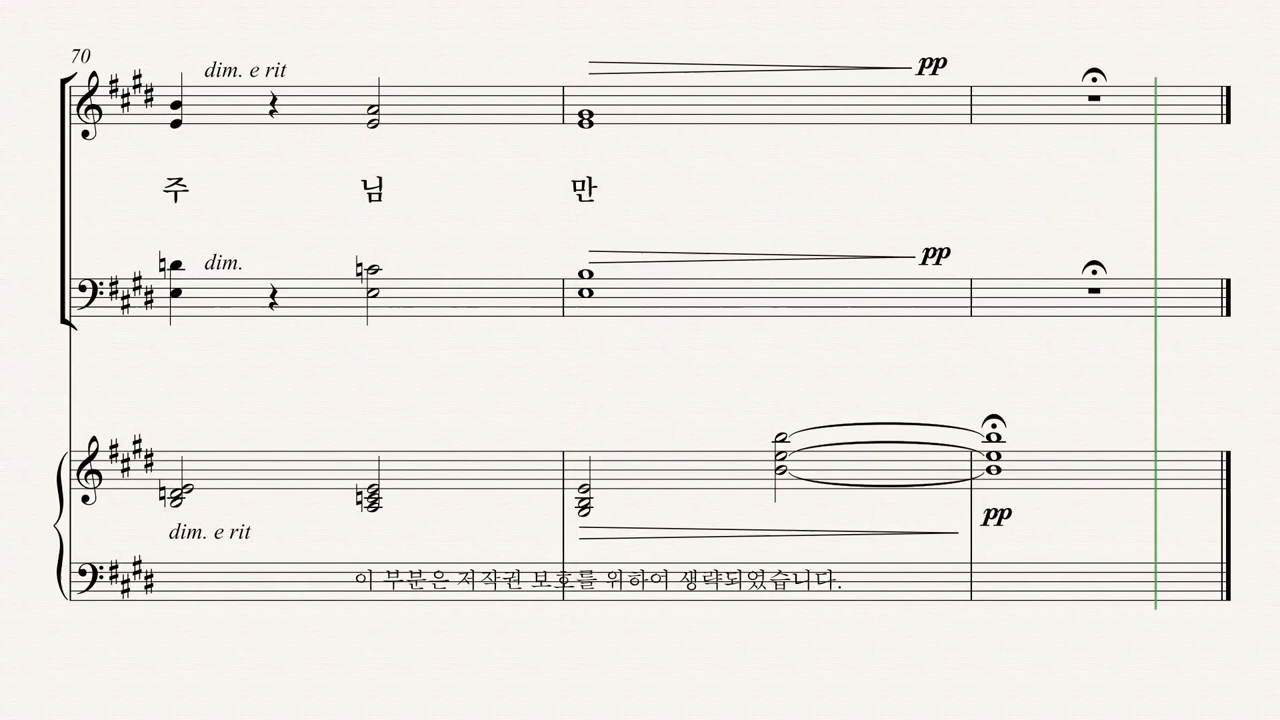 70
dim. e rit
pp
주 님 만
dim.
pp
pp
dim. e rit
이 부분은 저작권 보호를 위하여 생략되었습니다.